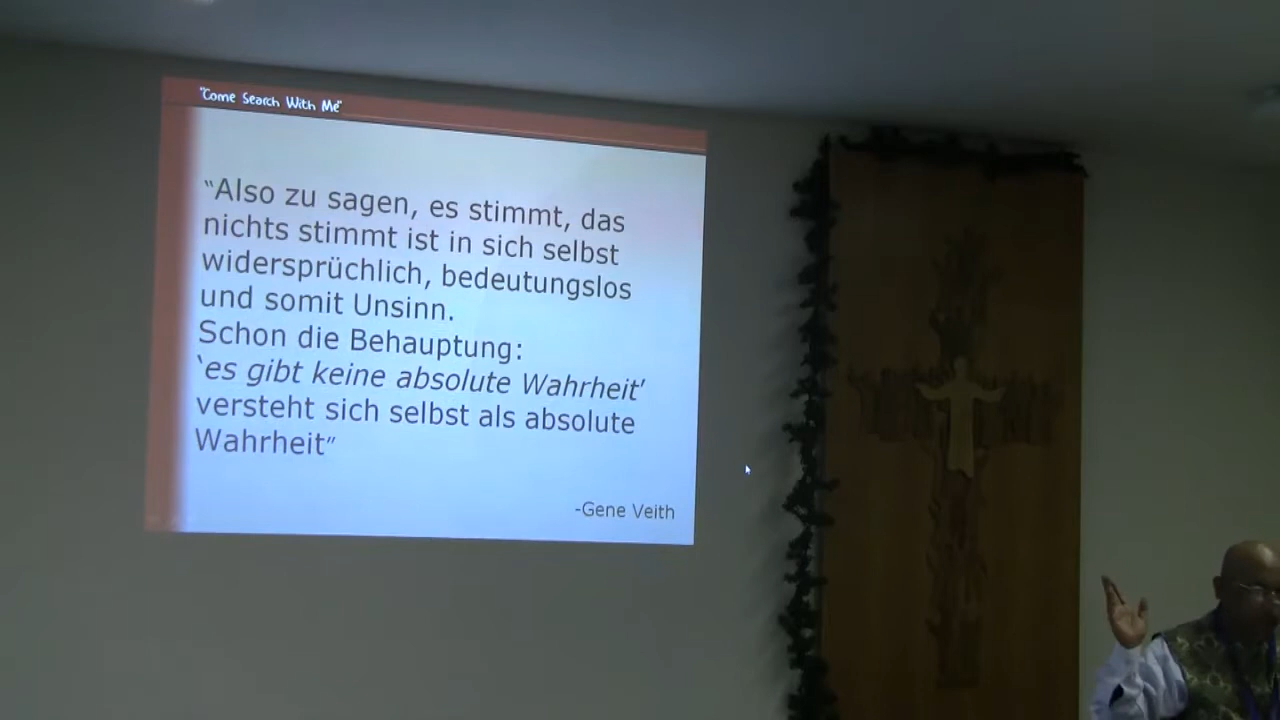 "Come Search With Me"
"Also zu sagen, es stimmt, das
nichts stimmt ist in sich selbst
widersprüchlich, bedeutungslos
und somit Unsinn.
Schon die Behauptung:
‘es gibt keine absolute Wahrheit’
versteht sich selbst als absolute
Wahrheit"
-Gene Veith